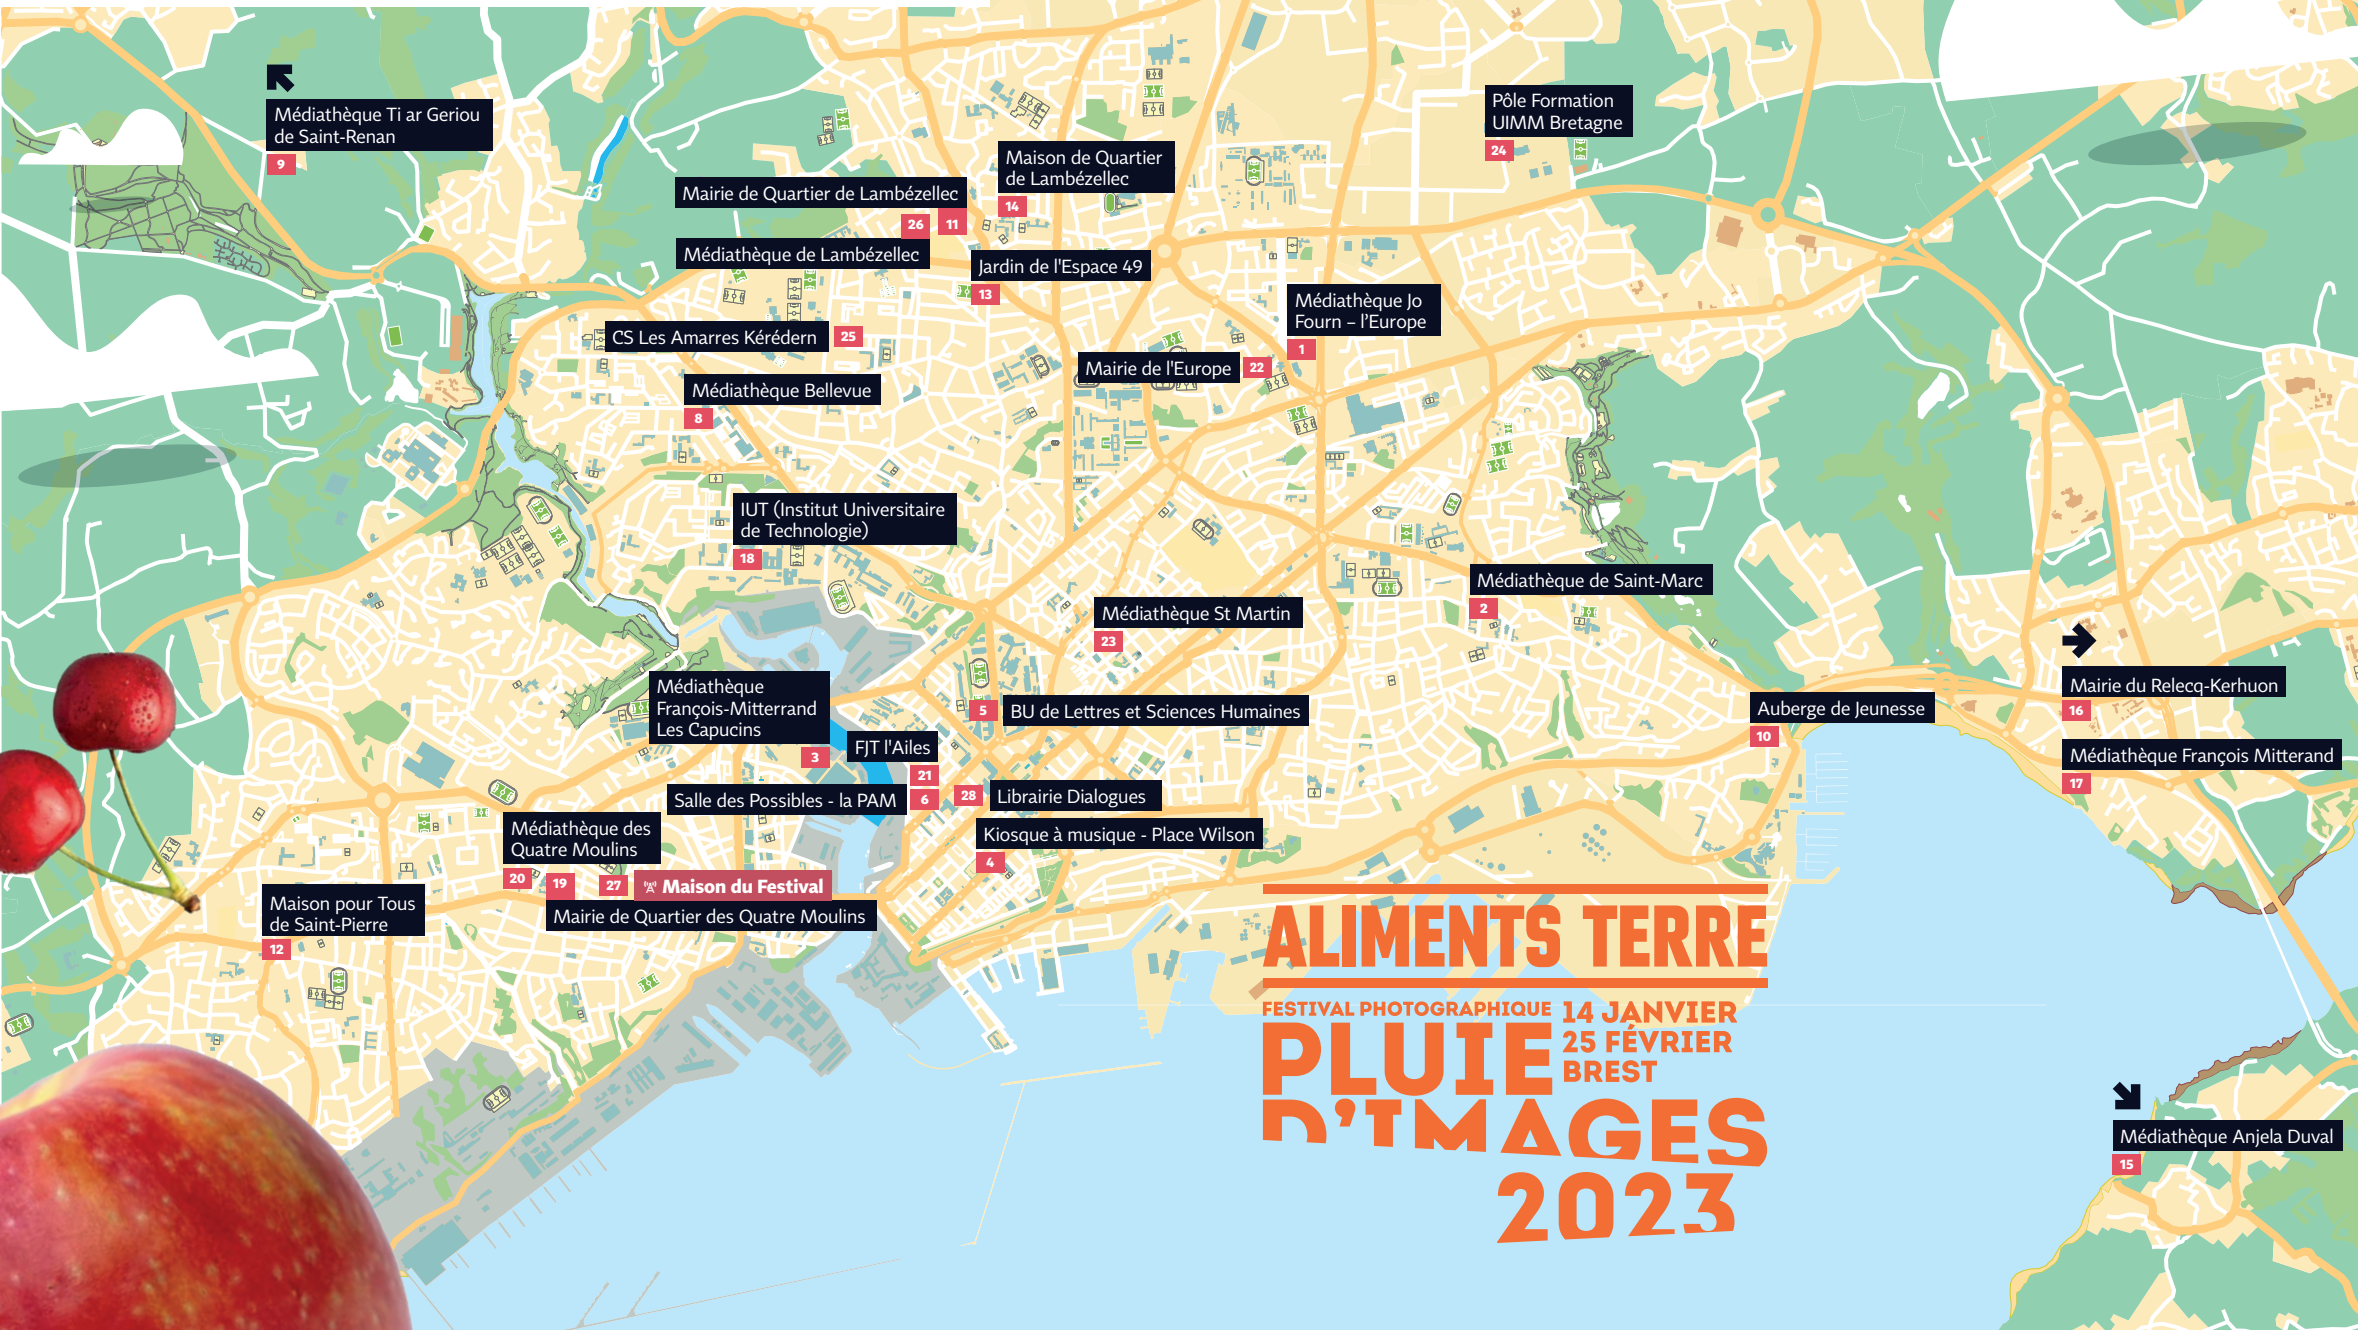 Médiathèque Ti ar Geriou
de Saint-Renan
9
Pôle Formation
UIMM Bretagne
24
Maison de Quartier
de Lambézellec
14
Mairie de Quartier de Lambézellec
26
11
Médiathèque de Lambézellec
Jardin de l'Espace 49
13
Médiathèque Jo
Fourn – l’Europe
1
CS Les Amarres Kérédern
25
Mairie de l'Europe
22
Médiathèque Bellevue
8
IUT (Institut Universitaire
de Technologie)
18
Médiathèque de Saint-Marc
2
Médiathèque St Martin
23
Mairie du Relecq-Kerhuon
16
Médiathèque
François-Mitterrand
Les Capucins
3
5
BU de Lettres et Sciences Humaines
Auberge de Jeunesse
10
FJT l'Ailes
21
Médiathèque François Mitterand
17
Salle des Possibles - la PAM
6
28
Librairie Dialogues
Médiathèque des
Quatre Moulins
20
Kiosque à musique - Place Wilson
4
19
27
Maison du Festival
Mairie de Quartier des Quatre Moulins
Maison pour Tous
de Saint-Pierre
12
ALIMENTS TERRE
FESTIVAL PHOTOGRAPHIQUE
PLUIE
D’IMAGES
2023
14 JANVIER
25 FÉVRIER
BREST
Médiathèque Anjela Duval
15